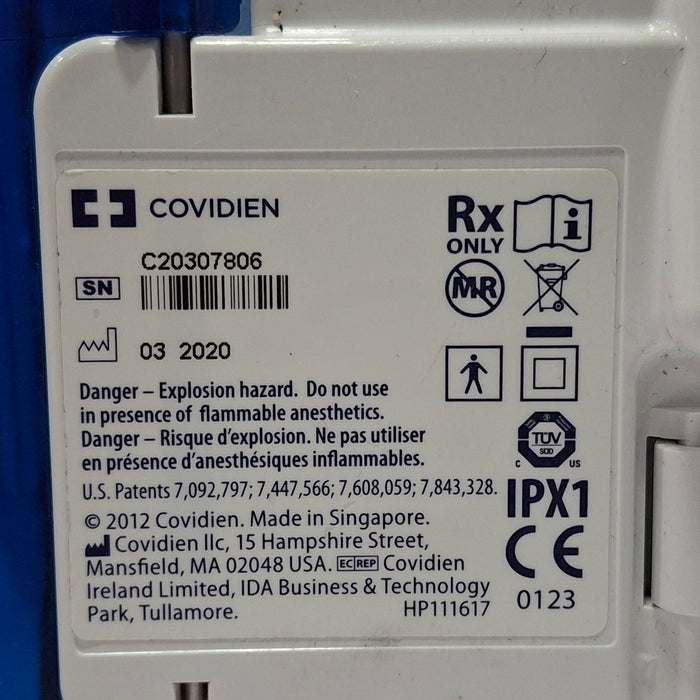 COVIDIEN
C20307806
SN
03 2020
Rx
ONLY
i
MR
Danger – Explosion hazard. Do not use
in presence of flammable anesthetics.
Danger – Risque d'explosion. Ne pas utiliser
en présence d'anesthésiques inflammables.
U.S. Patents 7,092,797; 7,447,566; 7,608,059; 7,843,328.
© 2012 Covidien. Made in Singapore.
Covidien llc, 15 Hampshire Street,
Mansfield, MA 02048 USA. EC REP Covidien
Ireland Limited, IDA Business & Technology
Park, Tullamore. HP111617
TÜV
SÜD
C US
IPX1
CE
0123